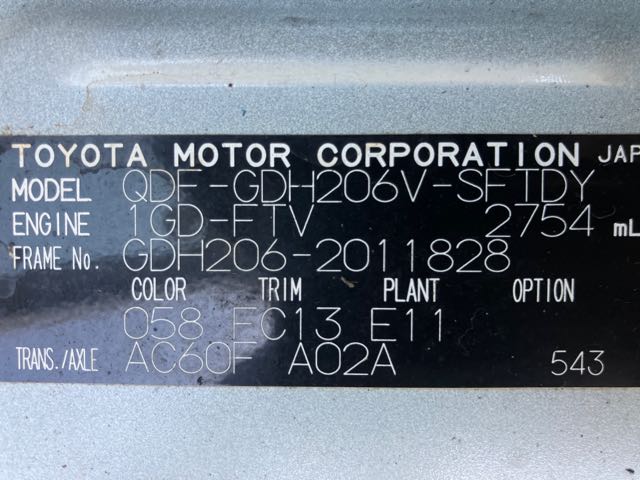 TOYOTA MOTOR CORPORATION JAP
MODEL QDF-GDH206V-SFTDY
ENGINE 1GD-FTV 2754 mL
FRAME No. GDH206-2011828
COLOR TRIM PLANT OPTION
058 FC13 E11
TRANS./AXLE AC60F A02A 543